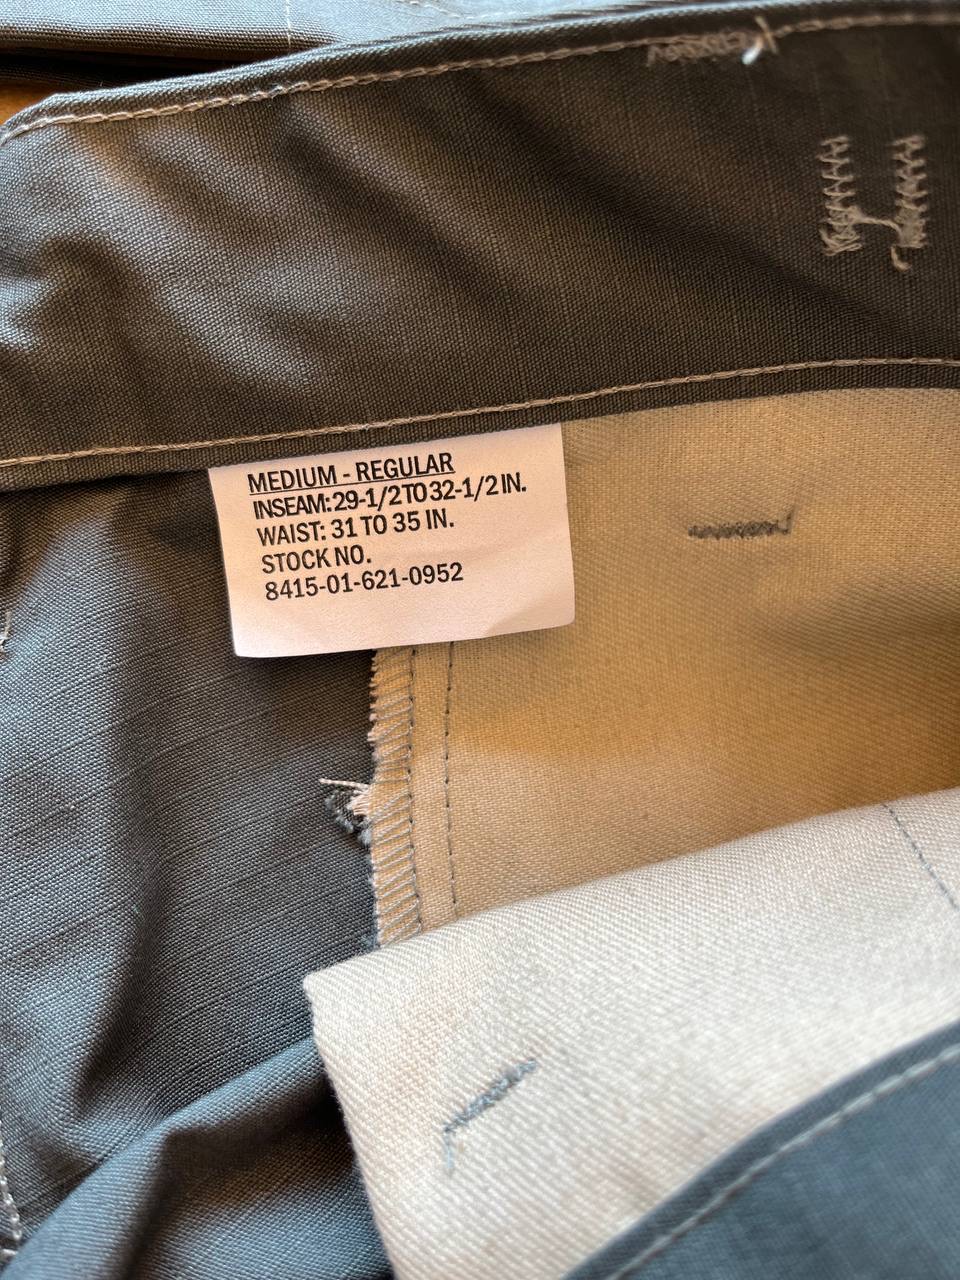 MEDIUM - REGULAR
INSEAM: 29-1/2 TO 32-1/2 IN.
WAIST: 31 TO 35 IN.
STOCK NO.
8415-01-621-0952